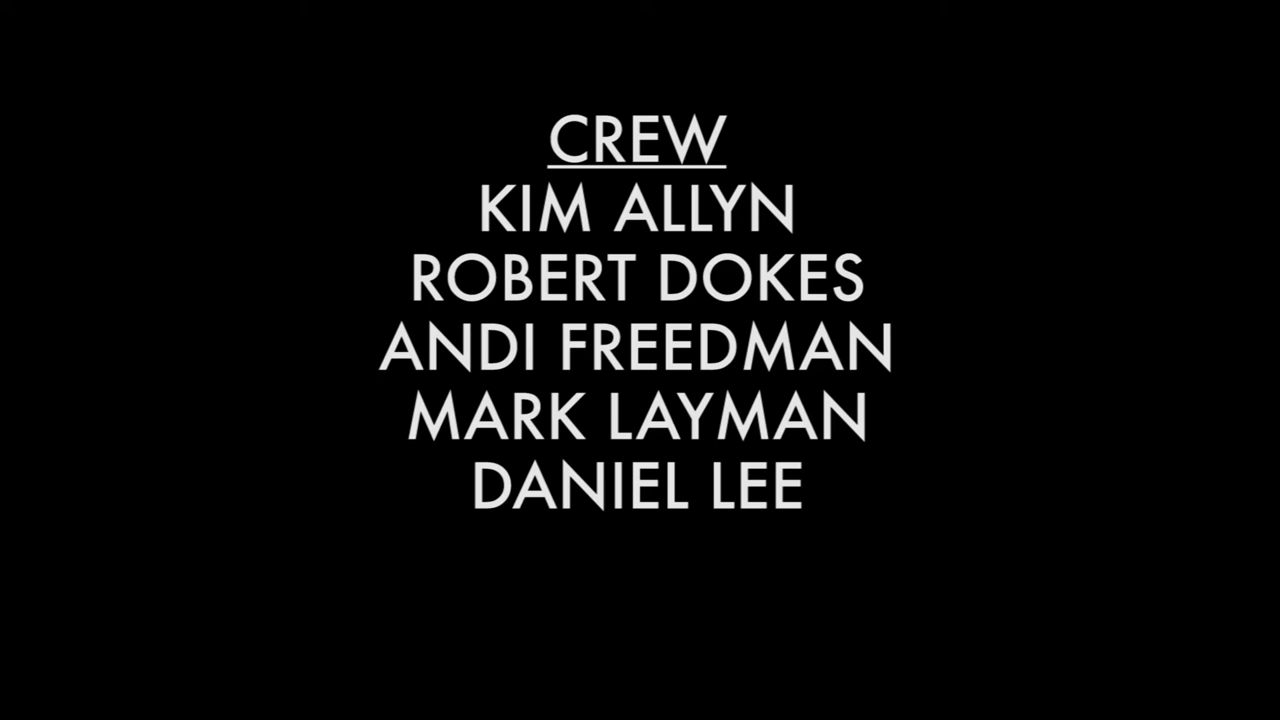 CREW
KIM ALLYN
ROBERT DOKES
ANDI FREEDMAN
MARK LAYMAN
DANIEL LEE